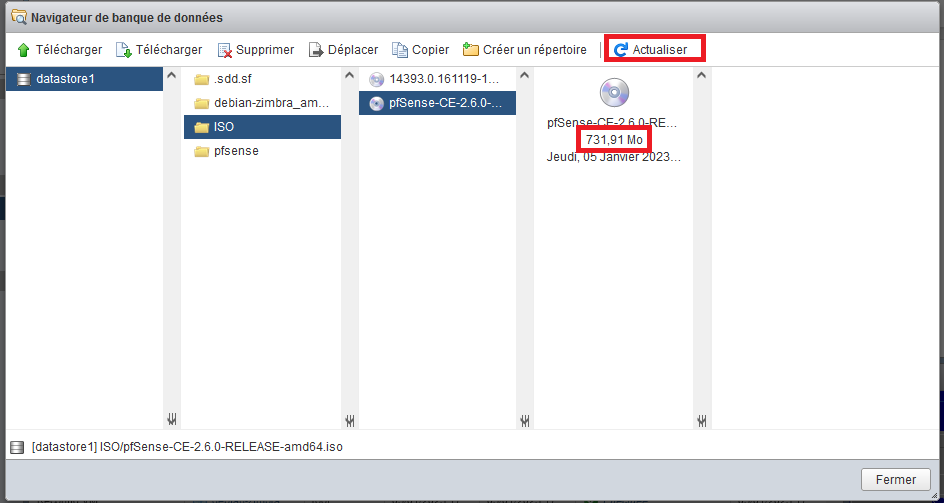 Navigateur de banque de données
Télécharger Télécharger Supprimer Déplacer Copier Créer un répertoire Actualiser
datastore1
.sdd.sf
debian-zimbra_am...
ISO
pfsense
14393.0.161119-1...
pfSense-CE-2.6.0-...
pfSense-CE-2.6.0-RE...
731,91 Mo
Jeudi, 05 Janvier 2023...
[datastore1] ISO/pfSense-CE-2.6.0-RELEASE-amd64.iso
Fermer